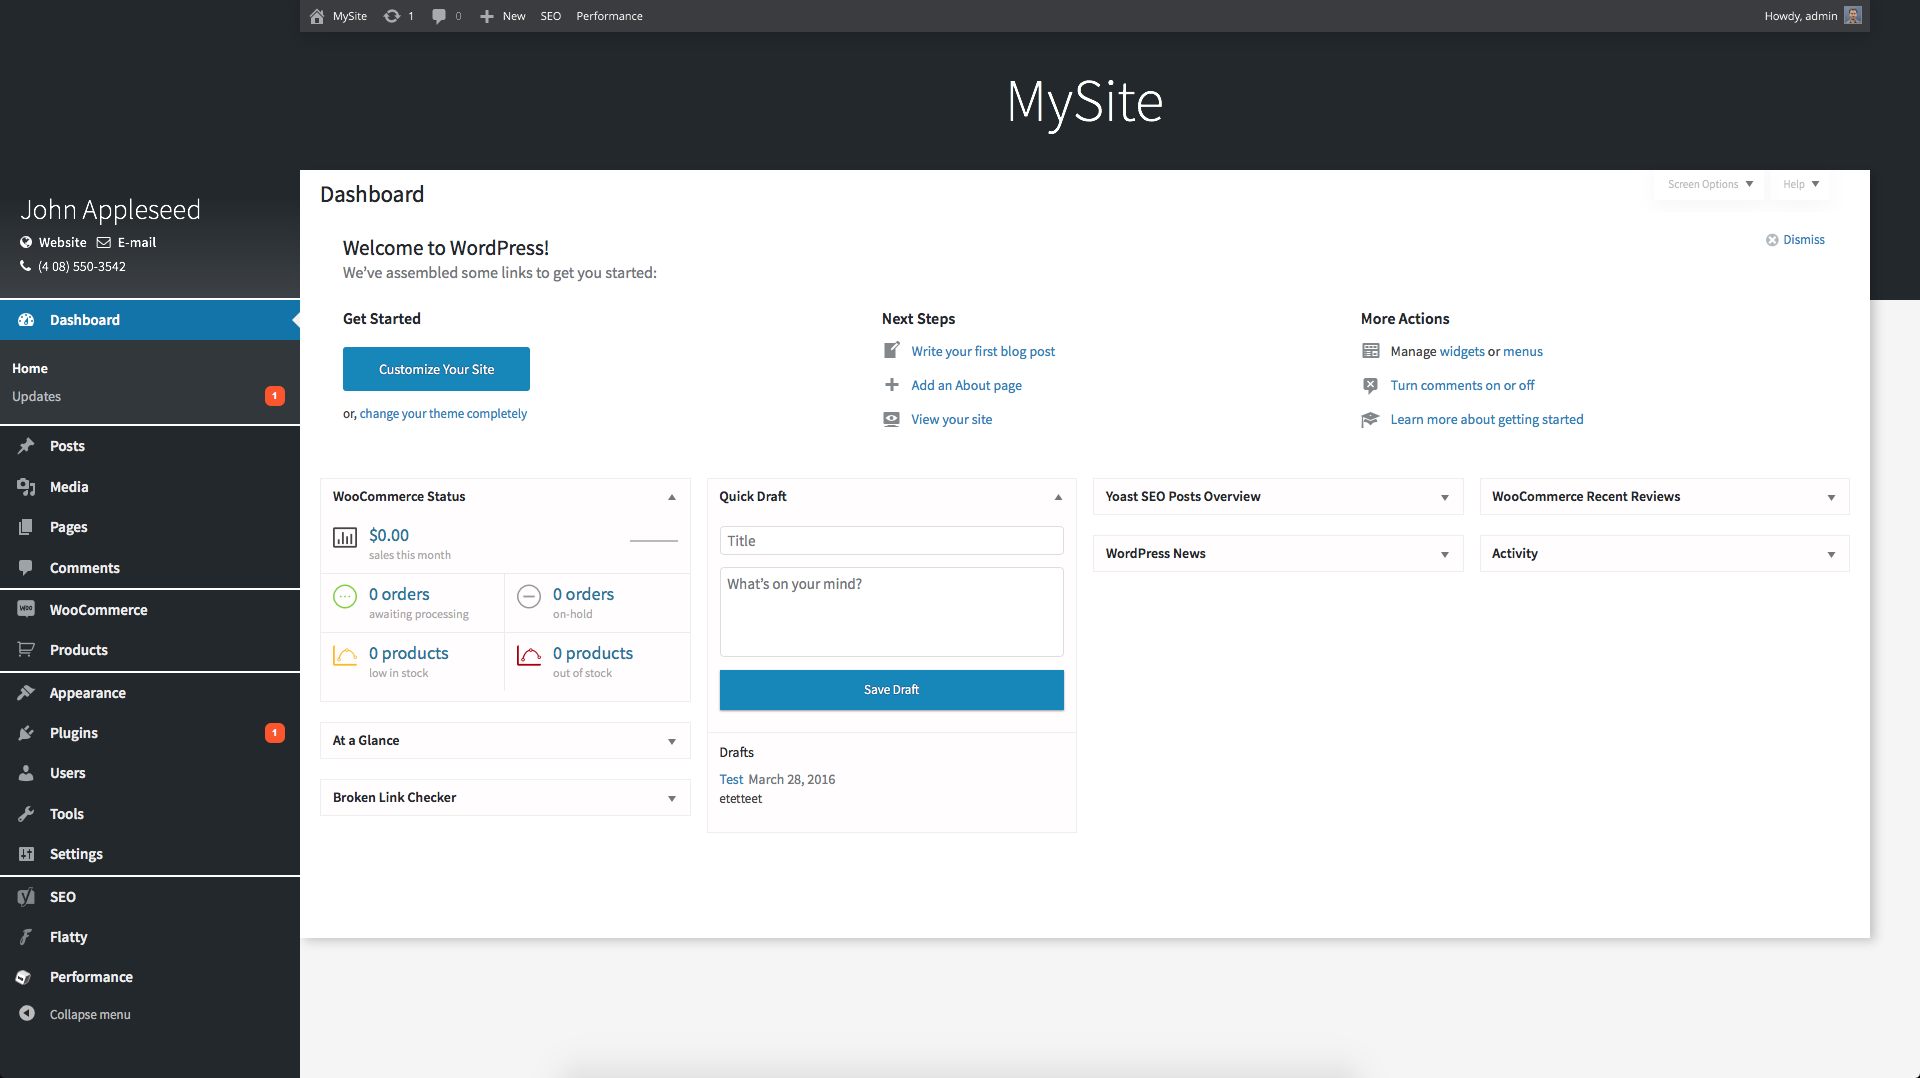 MySite 1 0 New SEO Performance Howdy, admin
MySite
John Appleseed
Website E-mail
(4 08) 550-3542
Dashboard
Home
Updates 1
Posts
Media
Pages
Comments
WooCommerce
Products
Appearance
Plugins 1
Users
Tools
Settings
SEO
Flatty
Performance
Collapse menu
Dashboard
Screen Options Help
Welcome to WordPress!
Dismiss
We've assembled some links to get you started:
Get Started
Customize Your Site
or, change your theme completely
Next Steps
Write your first blog post
Add an About page
View your site
More Actions
Manage widgets or menus
Turn comments on or off
Learn more about getting started
WooCommerce Status
$0.00
sales this month
0 orders
awaiting processing
0 orders
on-hold
0 products
low in stock
0 products
out of stock
At a Glance
Broken Link Checker
Quick Draft
Title
What's on your mind?
Save Draft
Drafts
Test March 28, 2016
etetteet
Yoast SEO Posts Overview
WordPress News
WooCommerce Recent Reviews
Activity